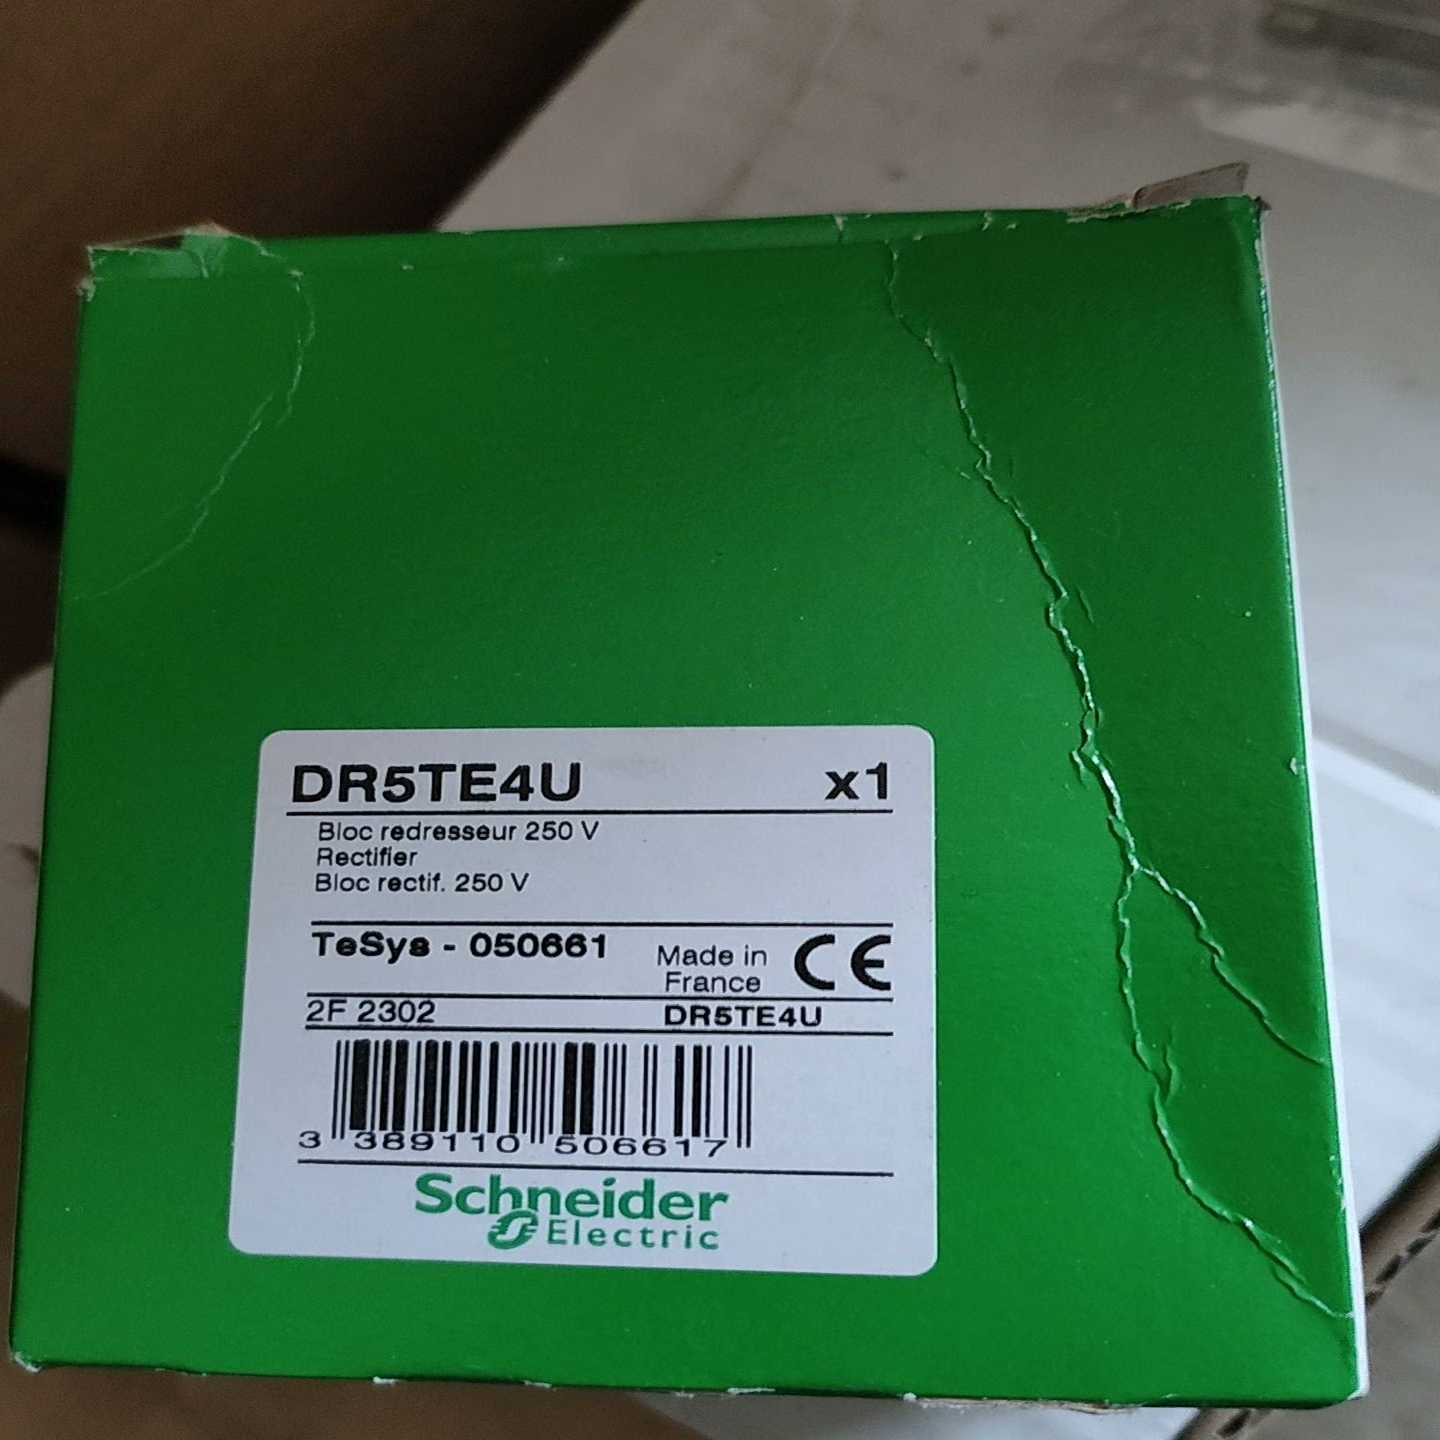 DR5TE4U x1
Bloc redresseur 250 V
Rectifier
Bloc rectif. 250 V
TeSys - 050661
Made in
France
CE
2F 2302 DR5TE4U
3 389110 506617
Schneider
Electric